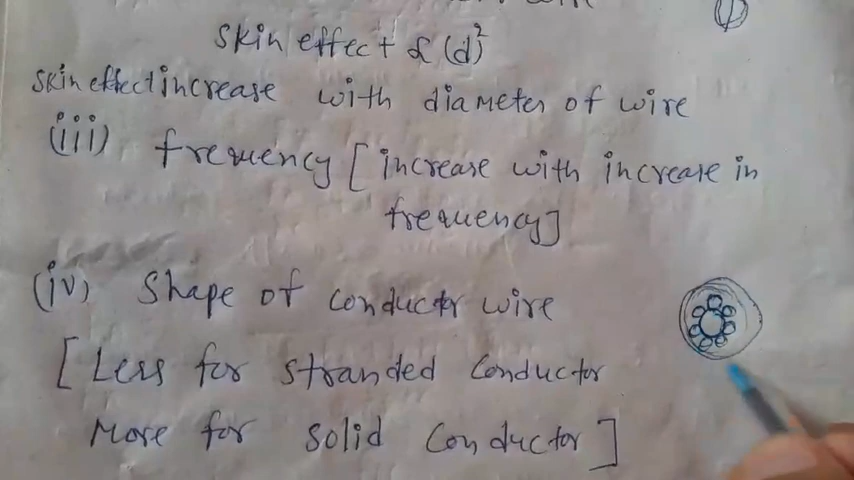 Skin effect α (d)²
Skin effect increase with diameter of wire
(iii) frequency [increase with increase in
frequency]
(iv) Shape of conductor wire
[Less for stranded conductor
More for solid conductor]